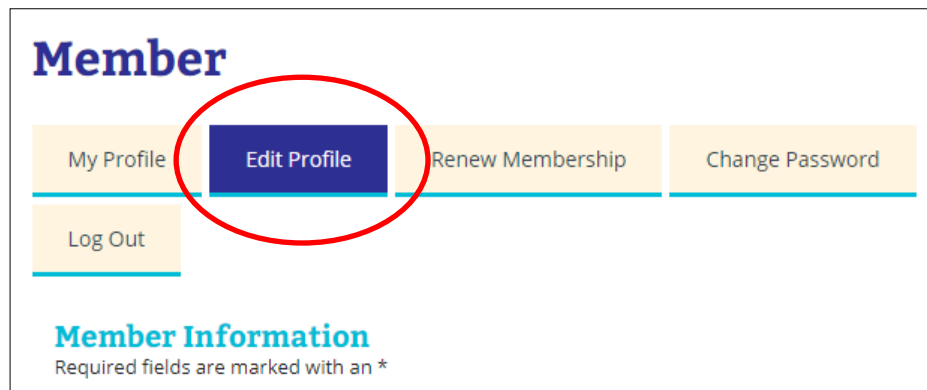 Member
My Profile Edit Profile Renew Membership Change Password
Log Out
Member Information
Required fields are marked with an *